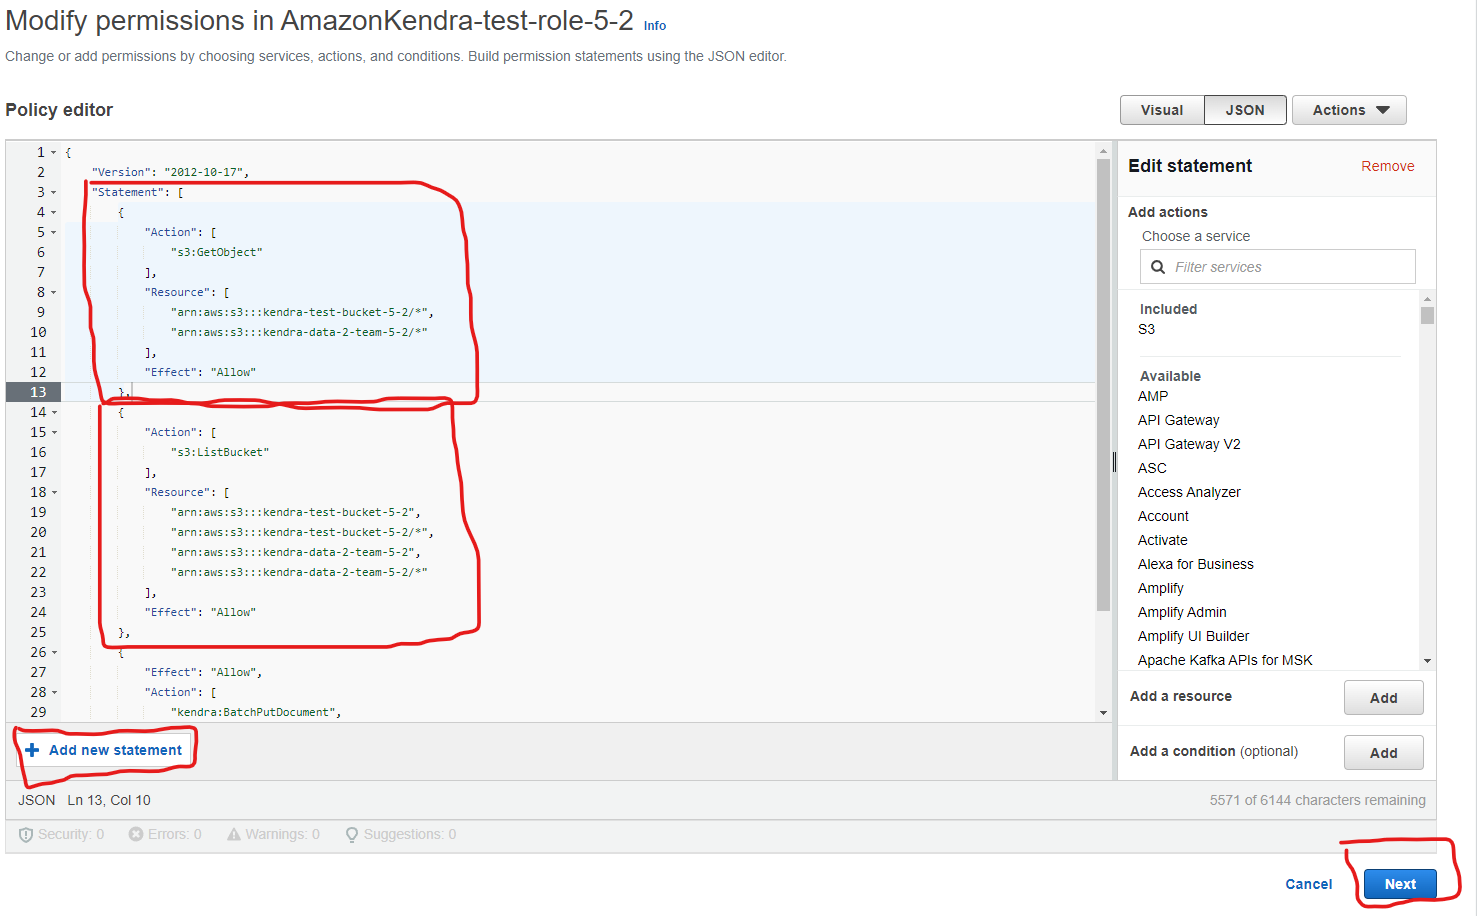 Modify permissions in AmazonKendra-test-role-5-2 Info
Change or add permissions by choosing services, actions, and conditions. Build permission statements using the JSON editor.
Policy editor
Visual JSON Actions
1 {
2 "Version": "2012-10-17",
3 "Statement": [
4 {
5 "Action": [
6 "s3:GetObject"
7 ],
8 "Resource": [
9 "arn:aws:s3:::kendra-test-bucket-5-2/*",
10 "arn:aws:s3:::kendra-data-2-team-5-2/*"
11 ],
12 "Effect": "Allow"
13 },
14 {
15 "Action": [
16 "s3:ListBucket"
17 ],
18 "Resource": [
19 "arn:aws:s3:::kendra-test-bucket-5-2",
20 "arn:aws:s3:::kendra-test-bucket-5-2/*",
21 "arn:aws:s3:::kendra-data-2-team-5-2",
22 "arn:aws:s3:::kendra-data-2-team-5-2/*"
23 ],
24 "Effect": "Allow"
25 },
26 {
27 "Effect": "Allow",
28 "Action": [
29 "kendra:BatchPutDocument",
+ Add new statement
JSON Ln 13, Col 10
Edit statement Remove
Add actions
Choose a service
Filter services
Included
S3
Available
AMP
API Gateway
API Gateway V2
ASC
Access Analyzer
Account
Activate
Alexa for Business
Amplify
Amplify Admin
Amplify UI Builder
Apache Kafka APIs for MSK
Add a resource Add
Add a condition (optional) Add
5571 of 6144 characters remaining
Security: 0 Errors: 0 Warnings: 0 Suggestions: 0
Cancel Next